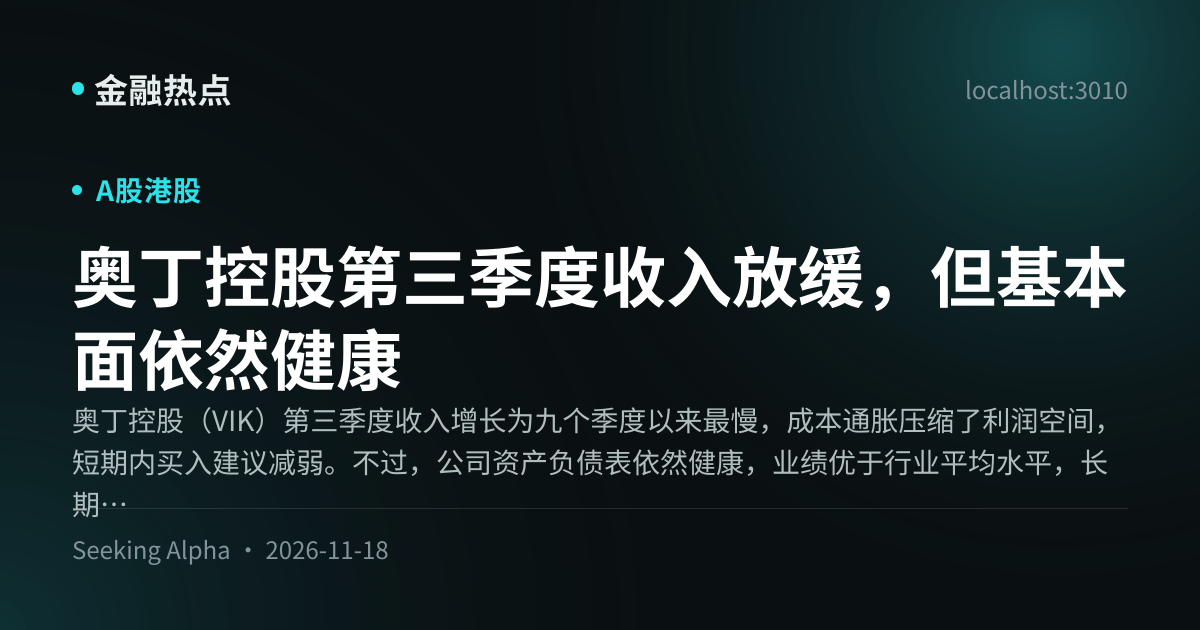 金融热点
localhost:3010
A股港股
奥丁控股第三季度收入放缓，但基本
面依然健康
奥丁控股（VIK）第三季度收入增长为九个季度以来最慢，成本通胀压缩了利润空间，
短期内买入建议减弱。不过，公司资产负债表依然健康，业绩优于行业平均水平，长
期…
Seeking Alpha • 2026-11-18